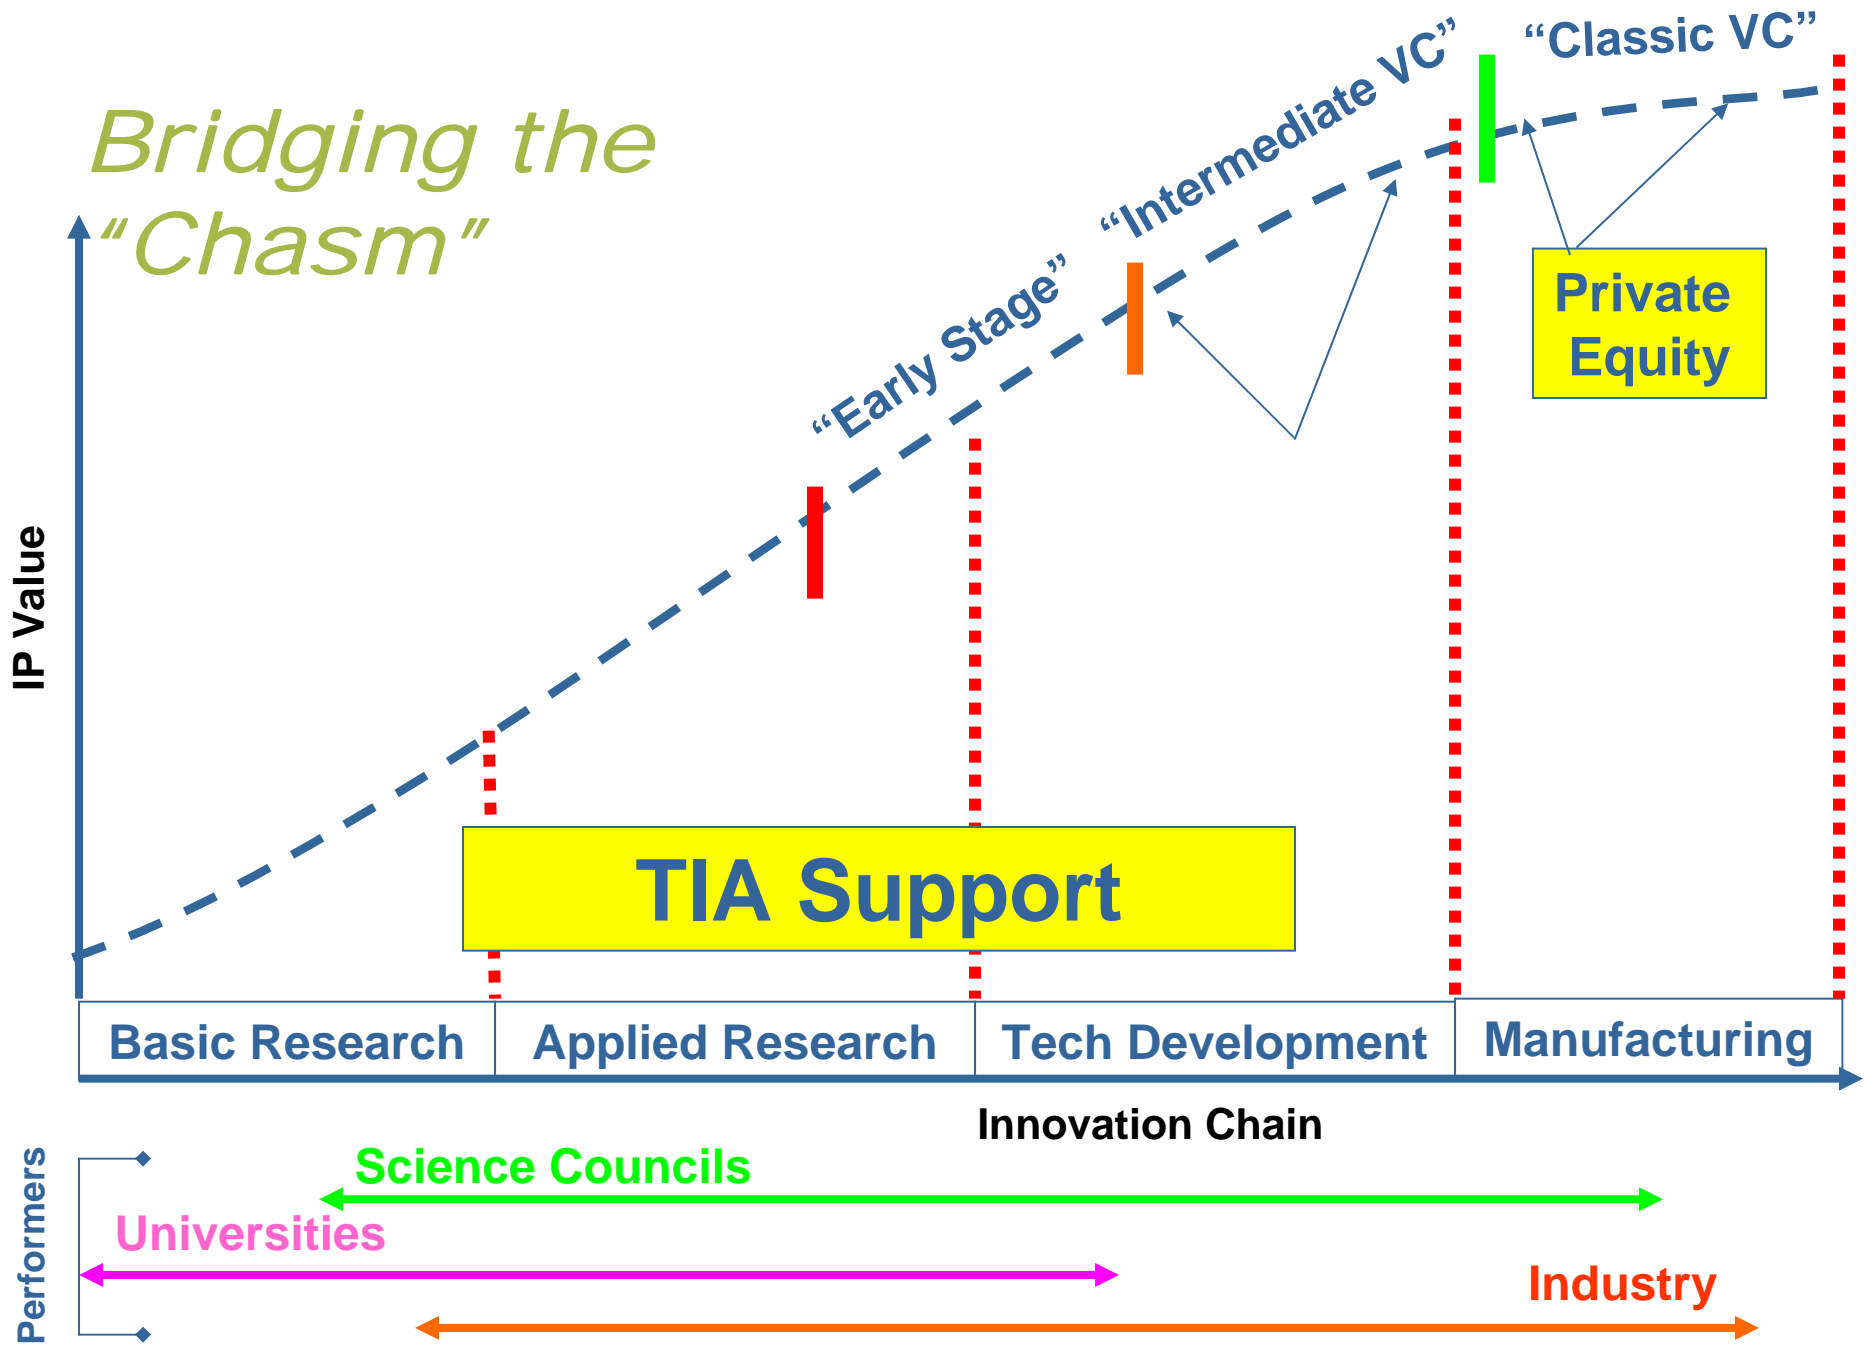 Bridging the
“Chasm”
“Early Stage”
“Intermediate VC”
“Classic VC”
Private
Equity
IP Value
TIA Support
Basic Research
Applied Research
Tech Development
Manufacturing
Innovation Chain
Performers
Science Councils
Universities
Industry